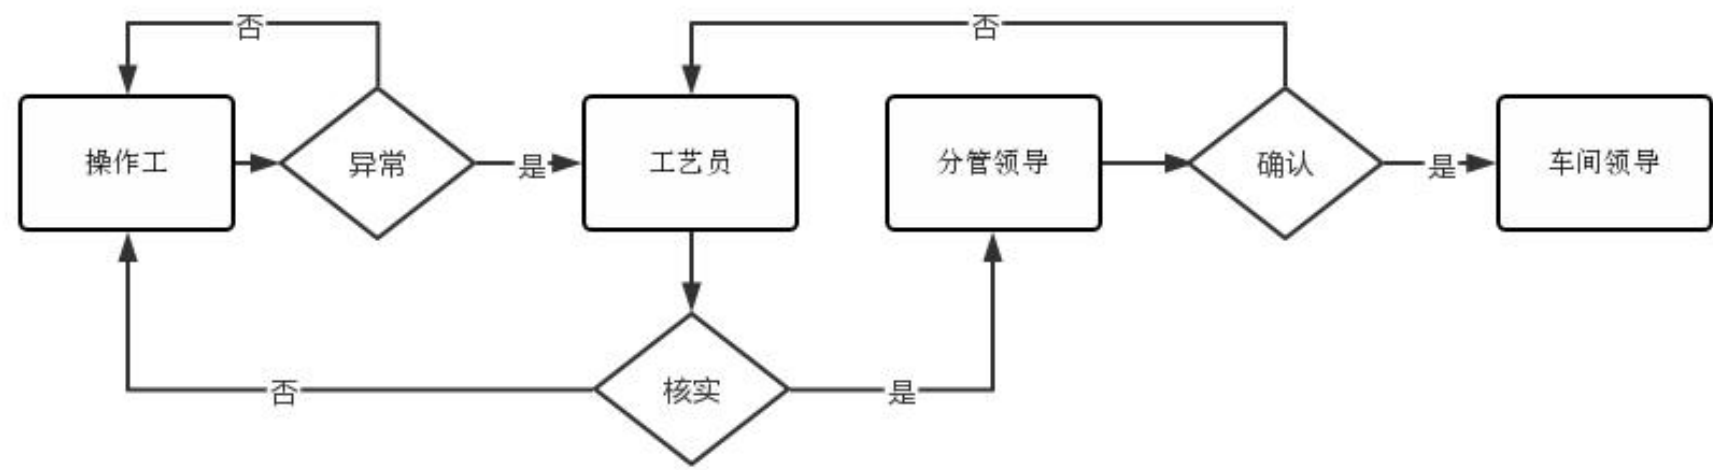 否
否
操作工
异常
是
工艺员
分管领导
确认
是
车间领导
否
核实
是